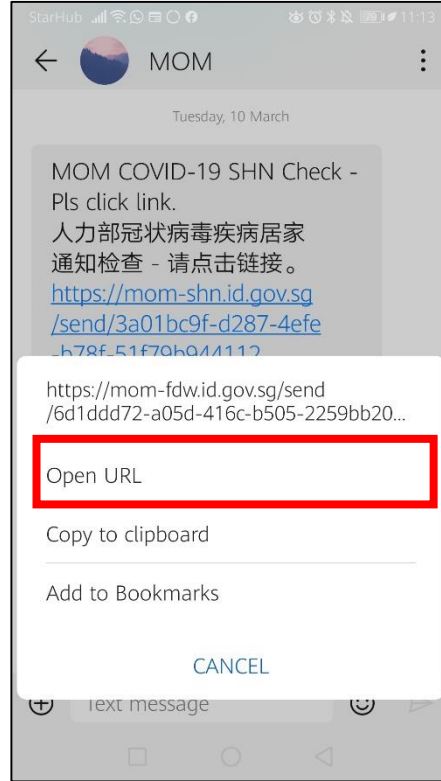 StarHub 11:13
MOM
Tuesday, 10 March
MOM COVID-19 SHN Check -
Pls click link.
人力部冠状病毒疾病居家
通知检查 - 请点击链接。
https://mom-shn.id.gov.sg
/send/3a01bc9f-d287-4efe
-b78f-51f79b944112
https://mom-fdw.id.gov.sg/send
/6d1ddd72-a05d-416c-b505-2259bb20...
Open URL
Copy to clipboard
Add to Bookmarks
CANCEL
Text message